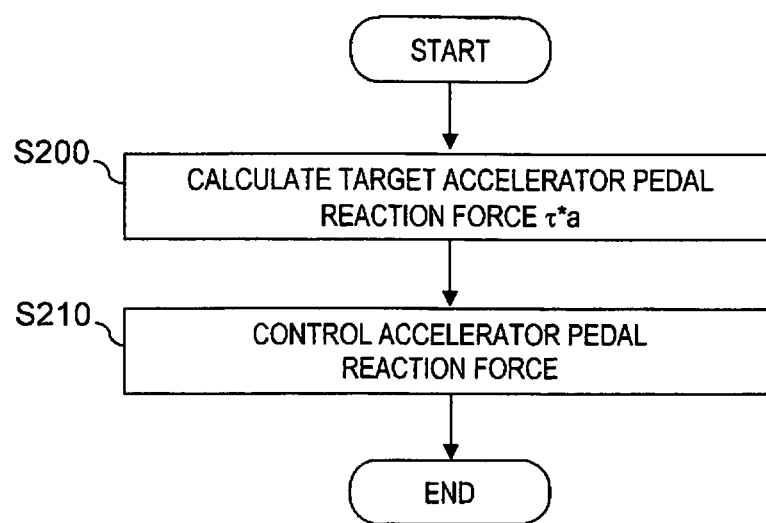 START
S200
CALCULATE TARGET ACCELERATOR PEDAL
REACTION FORCE τ*a
S210
CONTROL ACCELERATOR PEDAL
REACTION FORCE
END